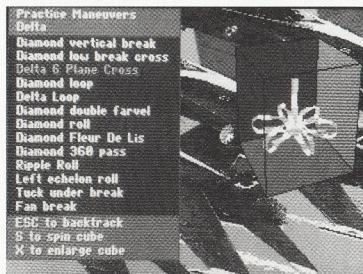 Practice Maneuvers
Delta
Diamond vertical break
Diamond low break cross
Delta 6 Plane Cross
Diamond loop
Delta Loop
Diamond double farvel
Diamond roll
Diamond Fleur De Lis
Diamond 360 pass
Ripple Roll
Left echelon roll
Tuck under break
Fan break
ESC to backtrack
S to spin cube
X to enlarge cube